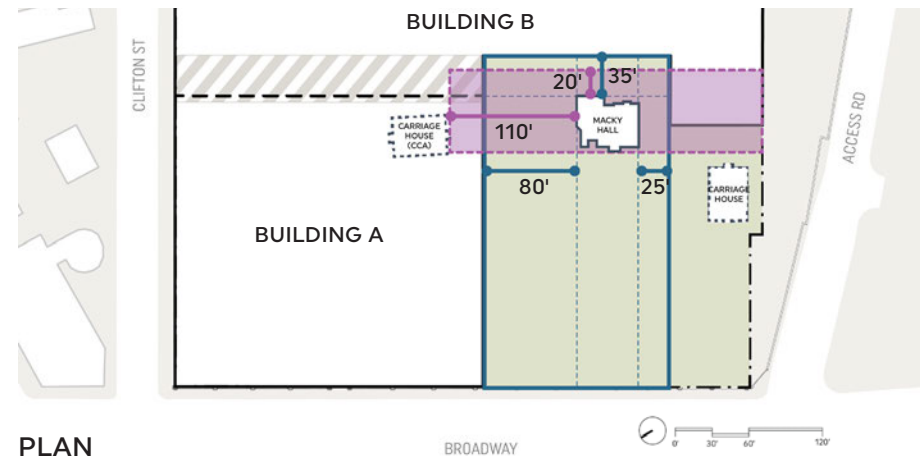 BUILDING B
CLIFTON ST
20'
35'
110'
MACKY
HALL
CARRIAGE
HOUSE
(CCA)
ACCESS RD
80'
25'
CARRIAGE
HOUSE
BUILDING A
PLAN
BROADWAY
0' 30' 60' 120'